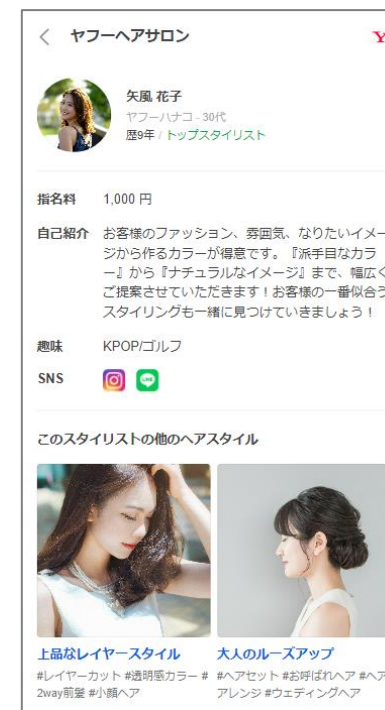 ヤフーヘアサロン
Y
矢風 花子
ヤフーハナコ - 30代
歴9年 / トップスタイリスト
指名料 1,000 円
自己紹介 お客様のファッション、雰囲気、なりたいイメー
ジから作るカラーが得意です。『派手目なカラ
ー』から『ナチュラルなイメージ』まで、幅広く
ご提案させていただきます！お客様の一番似合う
スタイリングも一緒に見つけていきましょう！
趣味 KPOP/ゴルフ
SNS
このスタイリストの他のヘアスタイル
上品なレイヤースタイル
#レイヤーカット #透明感カラー #
2way前髪 #小顔ヘア
大人のルーズアップ
#ヘアセット #お呼ばれヘア #ヘア
アレンジ #ウェディングヘア